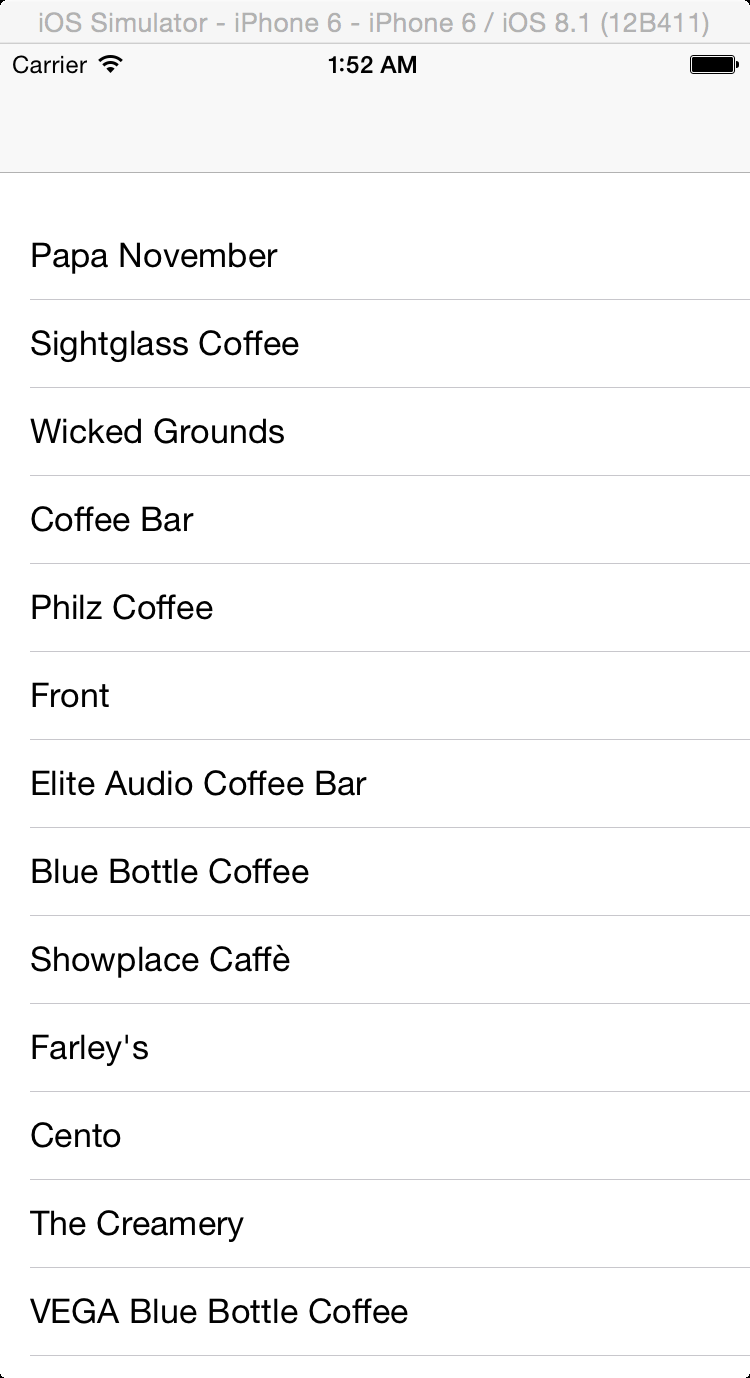 iOS Simulator - iPhone 6 - iPhone 6 / iOS 8.1 (12B411)
Carrier 1:52 AM
Papa November
Sightglass Coffee
Wicked Grounds
Coffee Bar
Philz Coffee
Front
Elite Audio Coffee Bar
Blue Bottle Coffee
Showplace Caffè
Farley's
Cento
The Creamery
VEGA Blue Bottle Coffee